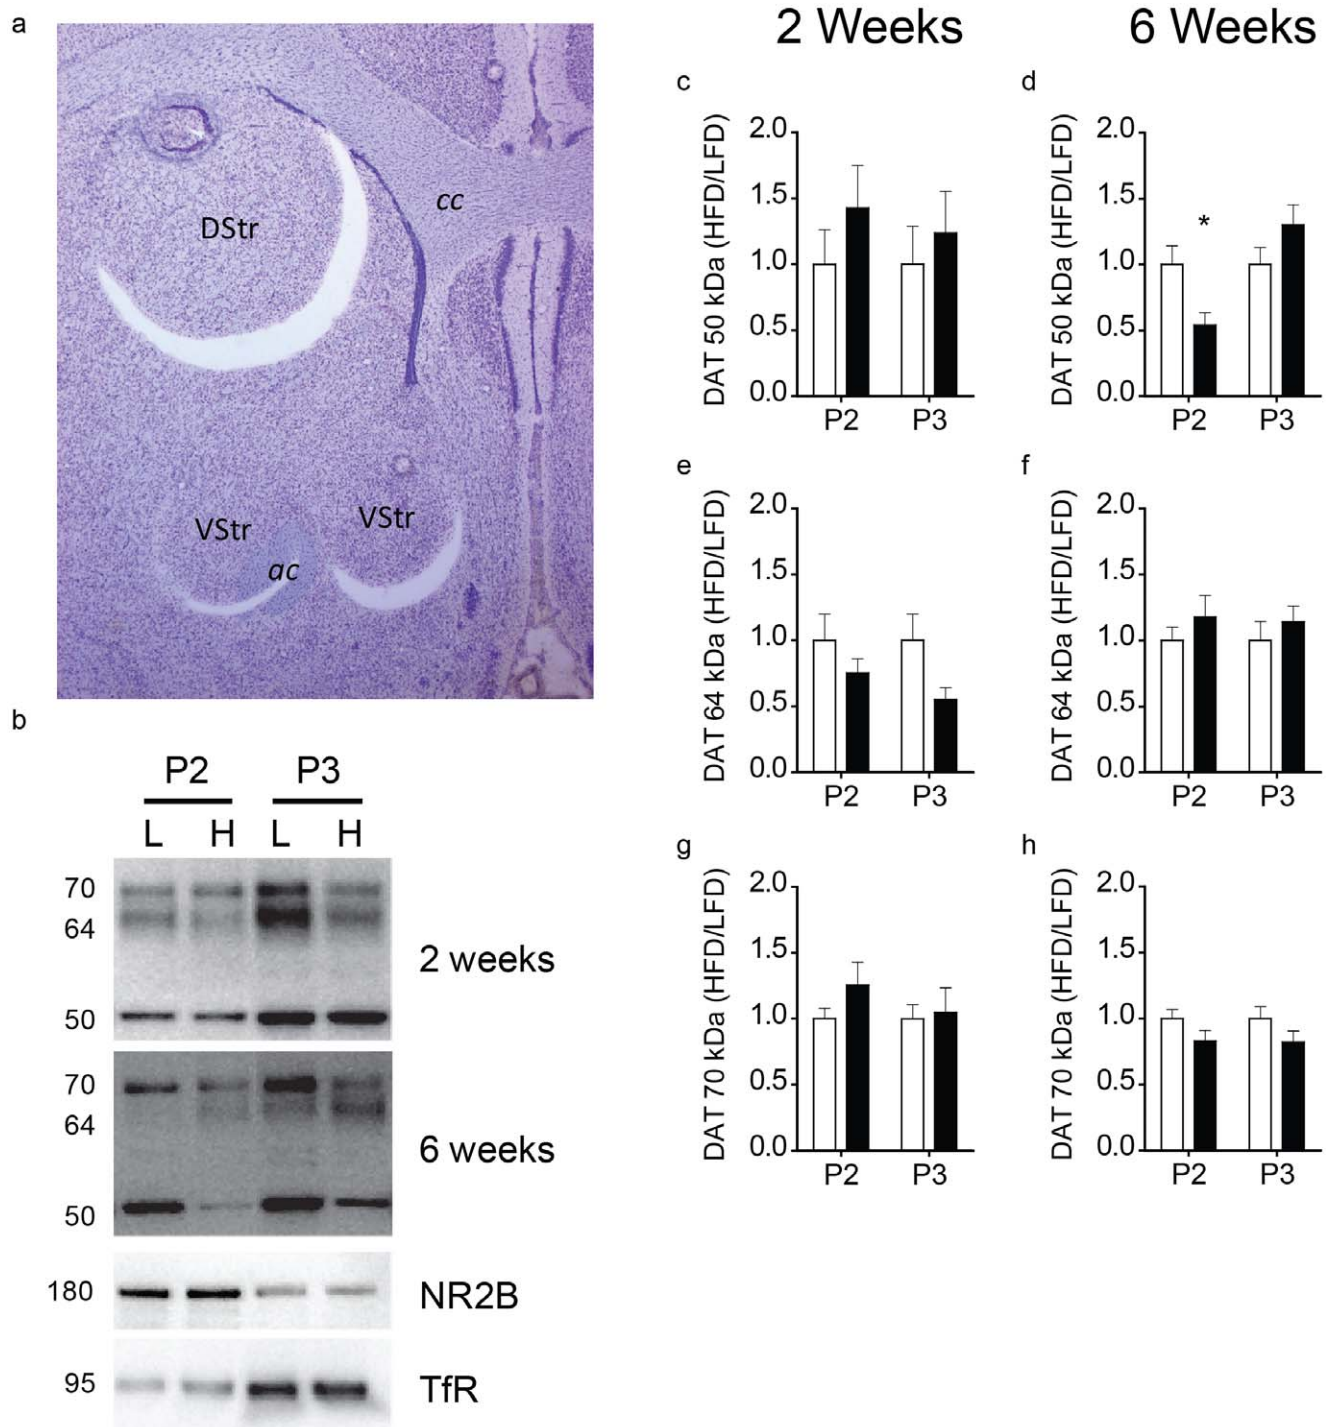 a
DStr
cc
VStr
VStr
ac
b
P2 P3
L H L H
70
64
50
2 weeks
70
64
50
6 weeks
180
NR2B
95
TfR
2 Weeks
6 Weeks
c
DAT 50 kDa (HFD/LFD)
2.0
1.5
1.0
0.5
0.0
P2 P3
d
DAT 50 kDa (HFD/LFD)
2.0
1.5
1.0
0.5
0.0
*
P2 P3
e
DAT 64 kDa (HFD/LFD)
2.0
1.5
1.0
0.5
0.0
P2 P3
f
DAT 64 kDa (HFD/LFD)
2.0
1.5
1.0
0.5
0.0
P2 P3
g
DAT 70 kDa (HFD/LFD)
2.0
1.5
1.0
0.5
0.0
P2 P3
h
DAT 70 kDa (HFD/LFD)
2.0
1.5
1.0
0.5
0.0
P2 P3